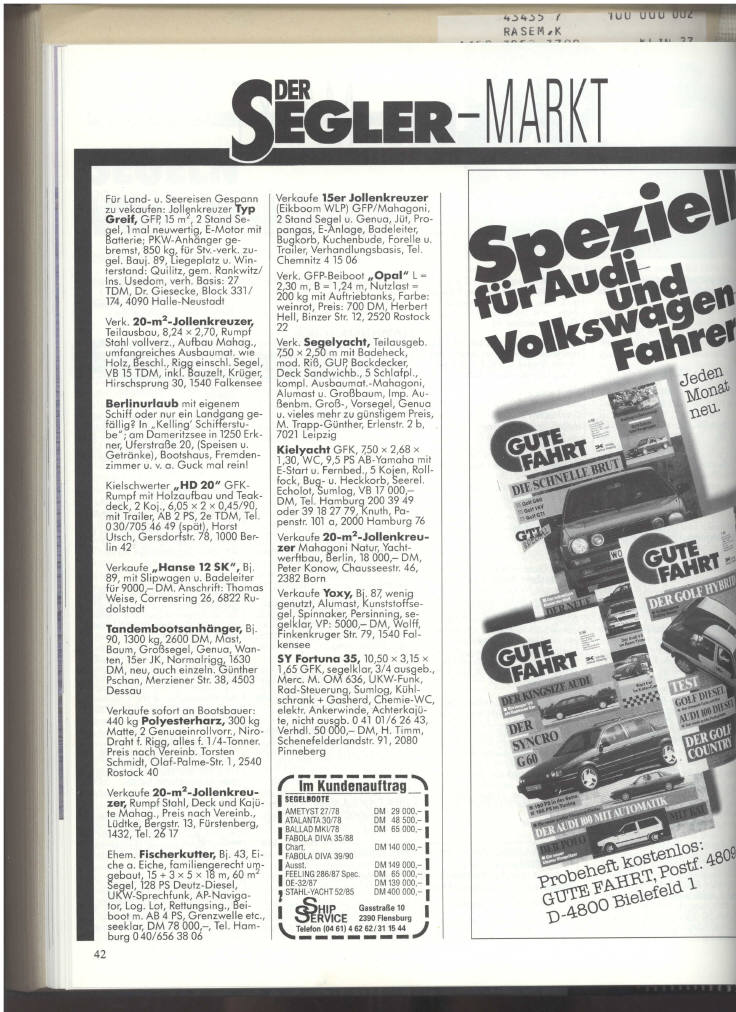 43435 7
100 000 002
RASEM,K
DER
SEGLER-MARKT
Für Land- u. Seereisen Gespann
zu vekaufen: Jollenkreuzer Typ
Greif, GFP, 15 m², 2 Stand Se-
gel, 1mal neuwertig, E-Motor mit
Batterie; PKW-Anhänger ge-
bremst, 850 kg, für Stv.-verk. zu-
gel. Bauj. 89, Liegeplatz u. Win-
terstand: Quilitz, gem. Rankwitz/
Ins. Usedom, verh. Basis: 27
TDM, Dr. Giesecke, Block 331/
174, 4090 Halle-Neustadt
Verk. 20-m²-Jollenkreuzer,
Teilausbau, 8,24 × 2,70, Rumpf
Stahl vollverz., Aufbau Mahag.,
umfangreiches Ausbaumat. wie
Holz, Beschl., Rigg einschl. Segel,
VB 15 TDM, inkl. Bauzelt, Krüger,
Hirschsprung 30, 1540 Falkensee
Berlinurlaub mit eigenem
Schiff oder nur ein Landgang ge-
fällig? In „Kelling' Schifferstu-
be"; am Dameritzsee in 1250 Erk-
ner, Uferstraße 20, (Speisen u.
Getränke), Bootshaus, Fremden-
zimmer u. v. a. Guck mal rein!
Kielschwerter „HD 20" GFK-
Rumpf mit Holzaufbau und Teak-
deck, 2 Koj., 6,05 × 2 × 0,45/90,
mit Trailer, AB 2 PS, 2e TDM, Tel.
030/705 46 49 (spät), Horst
Utsch, Gersdorfstr. 78, 1000 Ber-
lin 42
Verkaufe „Hanse 12 SK", Bj.
89, mit Slipwagen u. Badeleiter
für 9000,– DM. Anschrift: Thomas
Weise, Corrensring 26, 6822 Ru-
dolstadt
Tandembootsanhänger, Bj.
90, 1300 kg, 2600 DM, Mast,
Baum, Großsegel, Genua, Wan-
ten, 15er JK, Normalrigg, 1630
DM, neu, auch einzeln. Günther
Pschan, Merziener Str. 38, 4503
Dessau
Verkaufe sofort an Bootsbauer:
440 kg Polyesterharz, 300 kg
Matte, 2 Genuaeinrollvorr., Niro-
Draht f. Rigg, alles f. 1/4-Tonner.
Preis nach Vereinb. Torsten
Schmidt, Olaf-Palme-Str. 1, 2540
Rostock 40
Verkaufe 20-m²-Jollenkreu-
zer, Rumpf Stahl, Deck und Kajü-
te Mahag., Preis nach Vereinb.,
Lüdtke, Bergstr. 13, Fürstenberg,
1432, Tel. 26 17
Ehem. Fischerkutter, Bj. 43, Ei-
che a. Eiche, familiengerecht um-
gebaut, 15 + 3 × 5 × 18 m, 60 m²
Segel, 128 PS Deutz-Diesel,
UKW-Sprechfunk, AP-Naviga-
tor, Log. Lot, Rettungsing., Bei-
boot m. AB 4 PS, Grenzwelle etc.,
seeklar, DM 78 000,–, Tel. Ham-
burg 0 40/656 38 06
Verkaufe 15er Jollenkreuzer
(Eikboom WLP) GFP/Mahagoni,
2 Stand Segel u. Genua, Jüt, Pro-
pangas, E-Anlage, Badeleiter,
Bugkorb, Kuchenbude, Forelle u.
Trailer, Verhandlungsbasis, Tel.
Chemnitz 4 15 06
Verk. GFP-Beiboot „Opal" L =
2,30 m, B = 1,24 m, Nutzlast =
200 kg mit Auftriebtanks, Farbe:
weinrot, Preis: 700 DM, Herbert
Hell, Binzer Str. 12, 2520 Rostock
22
Verk. Segelyacht, Teilausgeb.
7,50 × 2,50 m mit Badeheck,
mod. Riß, GUP, Backdecker,
Deck Sandwichb., 5 Schlafpl.,
kompl. Ausbaumat.-Mahagoni,
Alumast u. Großbaum, Imp. Au-
ßenbm. Groß-, Vorsegel, Genua
u. vieles mehr zu günstigem Preis,
M. Trapp-Günther, Erlenstr. 2 b,
7021 Leipzig
Kielyacht GFK, 7,50 × 2,68 ×
1,30, WC, 9,5 PS AB-Yamaha mit
E-Start u. Fernbed., 5 Kojen, Roll-
fock, Bug- u. Heckkorb, Seerel.
Echolot, Sumlog, VB 17 000,–
DM, Tel. Hamburg 200 39 49
oder 39 18 27 79, Knuth, Pa-
penstr. 101 a, 2000 Hamburg 76
Verkaufe 20-m²-Jollenkreu-
zer Mahagoni Natur, Yacht-
werftbau, Berlin, 18 000,– DM;
Peter Konow, Chausseestr. 46,
2382 Born
Verkaufe Yoxy, Bj. 87, wenig
genutzt, Alumast, Kunststoffse-
gel, Spinnaker, Persinning, se-
gelklar, VP: 5000,– DM, Wolff,
Finkenkruger Str. 79, 1540 Fal-
kensee
SY Fortuna 35, 10,50 × 3,15 ×
1,65 GFK, segelklar, 3/4 ausgeb.,
Merc. M. OM 636, UKW-Funk,
Rad-Steuerung, Sumlog, Kühl-
schrank + Gasherd, Chemie-WC,
elektr. Ankerwinde, Achterkajü-
te, nicht ausgb. 0 41 01/6 26 43,
Verhdl. 50 000,– DM, H. Timm,
Schenefelderlandstr. 91, 2080
Pinneberg
Im Kundenauftrag
SEGELBOOTE
AMETYST 27/78 DM 29 000,–
ATALANTA 30/78 DM 48 500,–
BALLAD MKI/78 DM 65 000,–
FABOLA DIVA 35/88
Chart. DM 140 000,–
FABOLA DIVA 39/90
Ausst. DM 149 000,–
FEELING 286/87 Spec. DM 65 000,–
OE-32/87 DM 139 000,–
STAHL-YACHT 52/85 DM 400 000,–
SHIP SERVICE
Gasstraße 10
2390 Flensburg
Telefon (04 61) 4 62 62 / 31 15 44
Speziell
für Audi-
und
Volkswagen-
Fahrer
Jeden
Monat
neu.
GUTE
FAHRT
DIE SCHNELLE BRUT
Golf G60
GTI
GUTE
FAHRT
DER GOLF HYBRID
TEST
GOLF DIESEL
AUDI 100 DIESEL
DER GOLF
COUNTRY
GUTE
FAHRT
DER KINGSIZE AUDI
DER
SYNCRO
G 60
DER AUDI 100 MIT AUTOMATIK
DER POLO
Probeheft kostenlos:
GUTE FAHRT, Postf. 4809
D-4800 Bielefeld 1
42